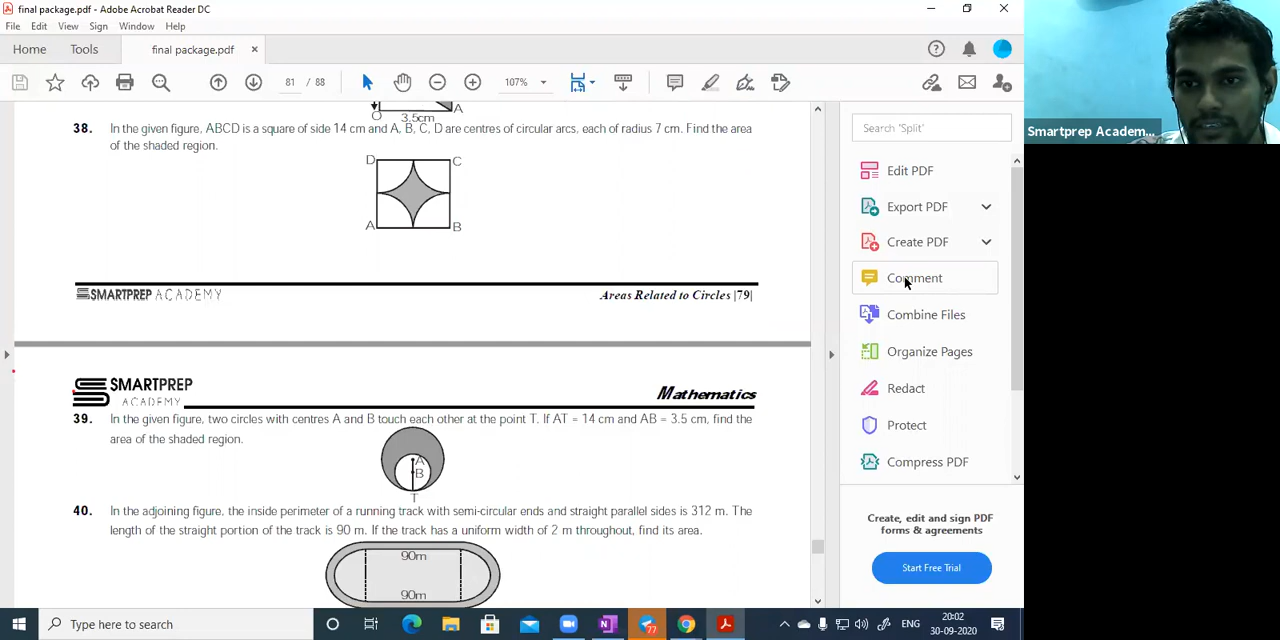 final package.pdf - Adobe Acrobat Reader DC
File Edit View Sign Window Help
Home Tools final package.pdf ×
81 / 88 107%
O 3.5cm A
38. In the given figure, ABCD is a square of side 14 cm and A, B, C, D are centres of circular arcs, each of radius 7 cm. Find the area
of the shaded region.
D C
A B
SMARTPREP ACADEMY Areas Related to Circles |79|
SMARTPREP
ACADEMY
Mathematics
39. In the given figure, two circles with centres A and B touch each other at the point T. If AT = 14 cm and AB = 3.5 cm, find the
area of the shaded region.
A
B
T
40. In the adjoining figure, the inside perimeter of a running track with semi-circular ends and straight parallel sides is 312 m. The
length of the straight portion of the track is 90 m. If the track has a uniform width of 2 m throughout, find its area.
90m
90m
Search 'Split'
Edit PDF
Export PDF
Create PDF
Comment
Combine Files
Organize Pages
Redact
Protect
Compress PDF
Create, edit and sign PDF
forms & agreements
Start Free Trial
Smartprep Academ...
Type here to search
77
ENG
20:02
30-09-2020